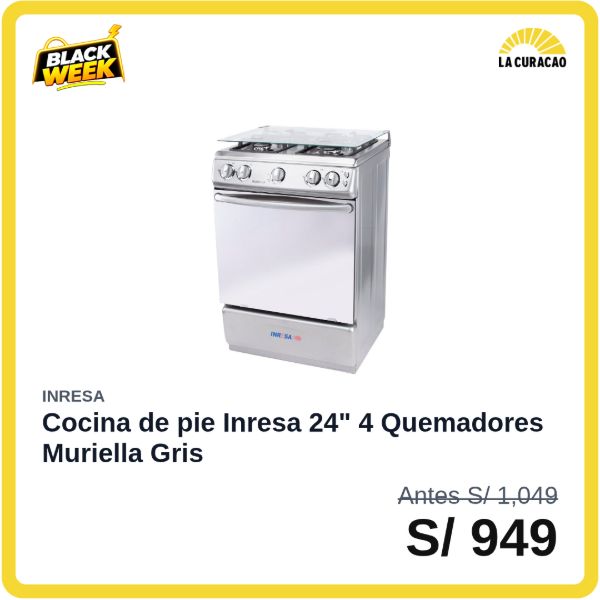 BLACK
WEEK
LA CURACAO
INRESA
INRESA
Cocina de pie Inresa 24" 4 Quemadores
Muriella Gris
Antes S/ 1,049
S/ 949